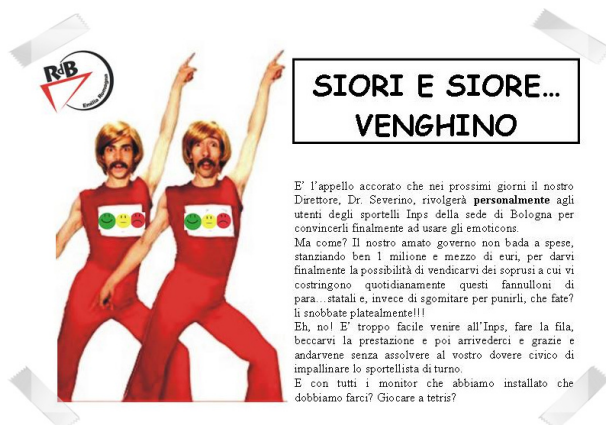 RdB
Emilia Romagna
SIORI E SIORE...
VENGHINO
E' l'appello accorato che nei prossimi giorni il nostro
Direttore, Dr. Severino, rivolgerà personalmente agli
utenti degli sportelli Inps della sede di Bologna per
convincerli finalmente ad usare gli emoticons.
Ma come? Il nostro amato governo non bada a spese,
stanziando ben 1 milione e mezzo di euri, per darvi
finalmente la possibilità di vendicarvi dei soprusi a cui vi
costringono quotidianamente questi fannulloni di
para...statali e, invece di sgomitare per punirli, che fate?
li snobbate platealmente!!!
Eh, no! E' troppo facile venire all'Inps, fare la fila,
beccarvi la prestazione e poi arrivederci e grazie e
andarvene senza assolvere al vostro dovere civico di
impallinare lo sportellista di turno.
E con tutti i monitor che abbiamo installato che
dobbiamo farci? Giocare a tetris?